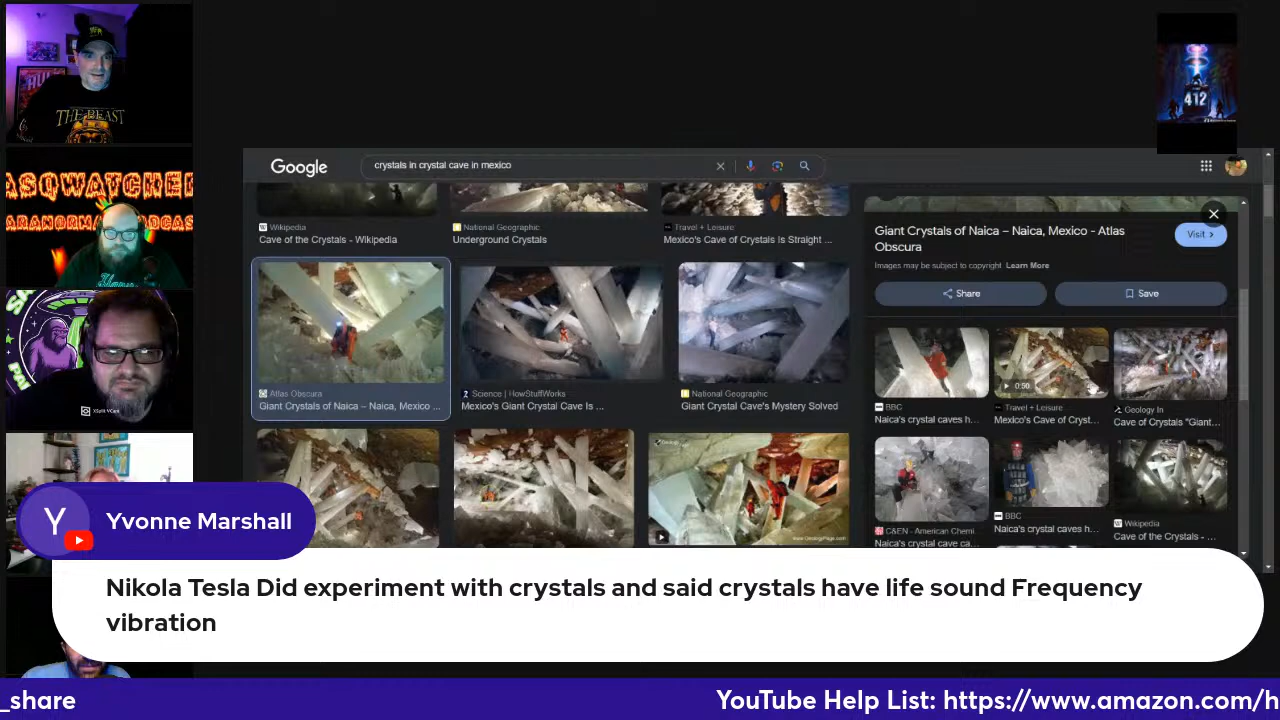 THE BEAST
412
Google
crystals in crystal cave in mexico
Wikipedia
Cave of the Crystals - Wikipedia
National Geographic
Underground Crystals
Travel + Leisure
Mexico's Cave of Crystals Is Straight ...
Giant Crystals of Naica – Naica, Mexico - Atlas
Obscura
Visit
Images may be subject to copyright Learn More
Share
Save
Atlas Obscura
Giant Crystals of Naica – Naica, Mexico ...
Science | HowStuffWorks
Mexico's Giant Crystal Cave Is ...
National Geographic
Giant Crystal Cave's Mystery Solved
0:50
BBC
Naica's crystal caves h...
Travel + Leisure
Mexico's Cave of Cryst...
Geology In
Cave of Crystals "Giant...
C&EN - American Chemi...
Naica's crystal cave ca...
BBC
Naica's crystal caves h...
Wikipedia
Cave of the Crystals - ...
XSplit VCam
Y
Yvonne Marshall
Nikola Tesla Did experiment with crystals and said crystals have life sound Frequency
vibration
_share
YouTube Help List: https://www.amazon.com/h